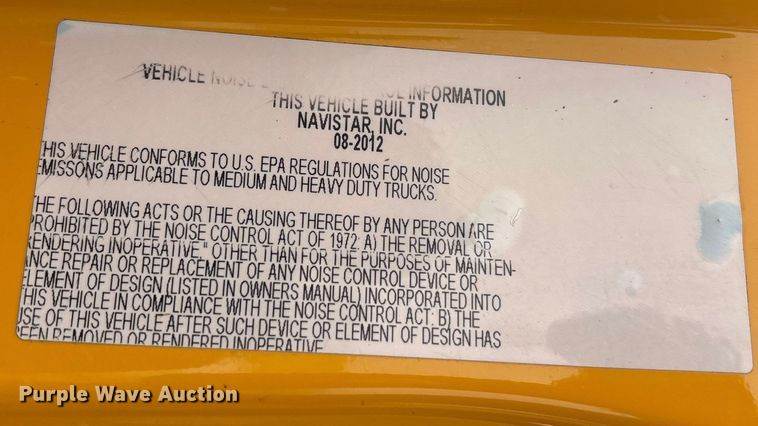 VEHICLE NOISE INFORMATION
THIS VEHICLE BUILT BY
NAVISTAR, INC.
08-2012
HIS VEHICLE CONFORMS TO U.S. EPA REGULATIONS FOR NOISE
EMISSONS APPLICABLE TO MEDIUM AND HEAVY DUTY TRUCKS.
HE FOLLOWING ACTS OR THE CAUSING THEREOF BY ANY PERSON ARE
ROHIBITED BY THE NOISE CONTROL ACT OF 1972: A) THE REMOVAL OR
RENDERING INOPERATIVE," OTHER THAN FOR THE PURPOSES OF MAINTEN-
ANCE REPAIR OR REPLACEMENT OF ANY NOISE CONTROL DEVICE OR
ELEMENT OF DESIGN (LISTED IN OWNERS MANUAL) INCORPORATED INTO
HIS VEHICLE IN COMPLIANCE WITH THE NOISE CONTROL ACT: B) THE
USE OF THIS VEHICLE AFTER SUCH DEVICE OR ELEMENT OF DESIGN HAS
EEN REMOVED OR RENDERED INOPERATIVE
Purple Wave Auction